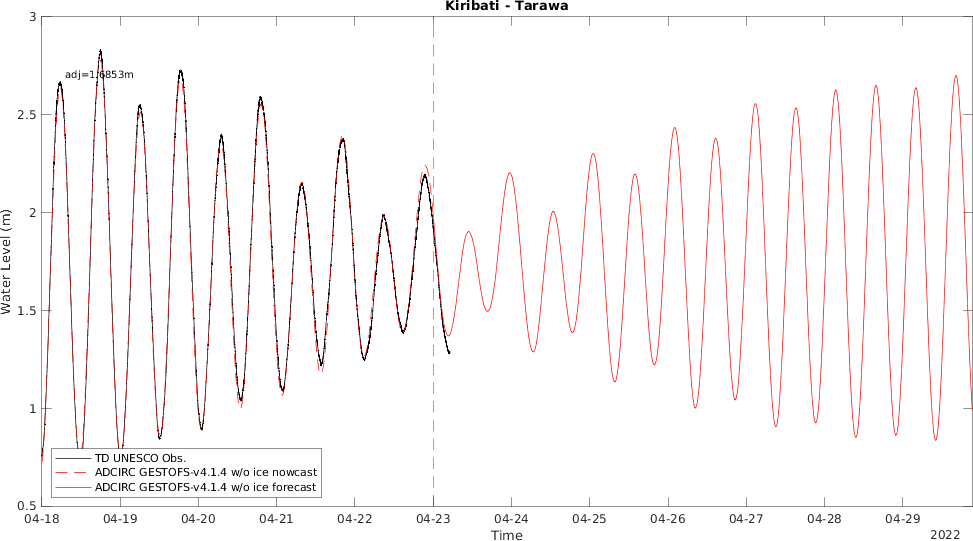 Kiribati - Tarawa
3
adj=1.6853m
2.5
2
Water Level (m)
1.5
1
TD UNESCO Obs.
ADCIRC GESTOFS-v4.1.4 w/o ice nowcast
ADCIRC GESTOFS-v4.1.4 w/o ice forecast
0.5
04-18 04-19 04-20 04-21 04-22 04-23 04-24 04-25 04-26 04-27 04-28 04-29
Time
2022